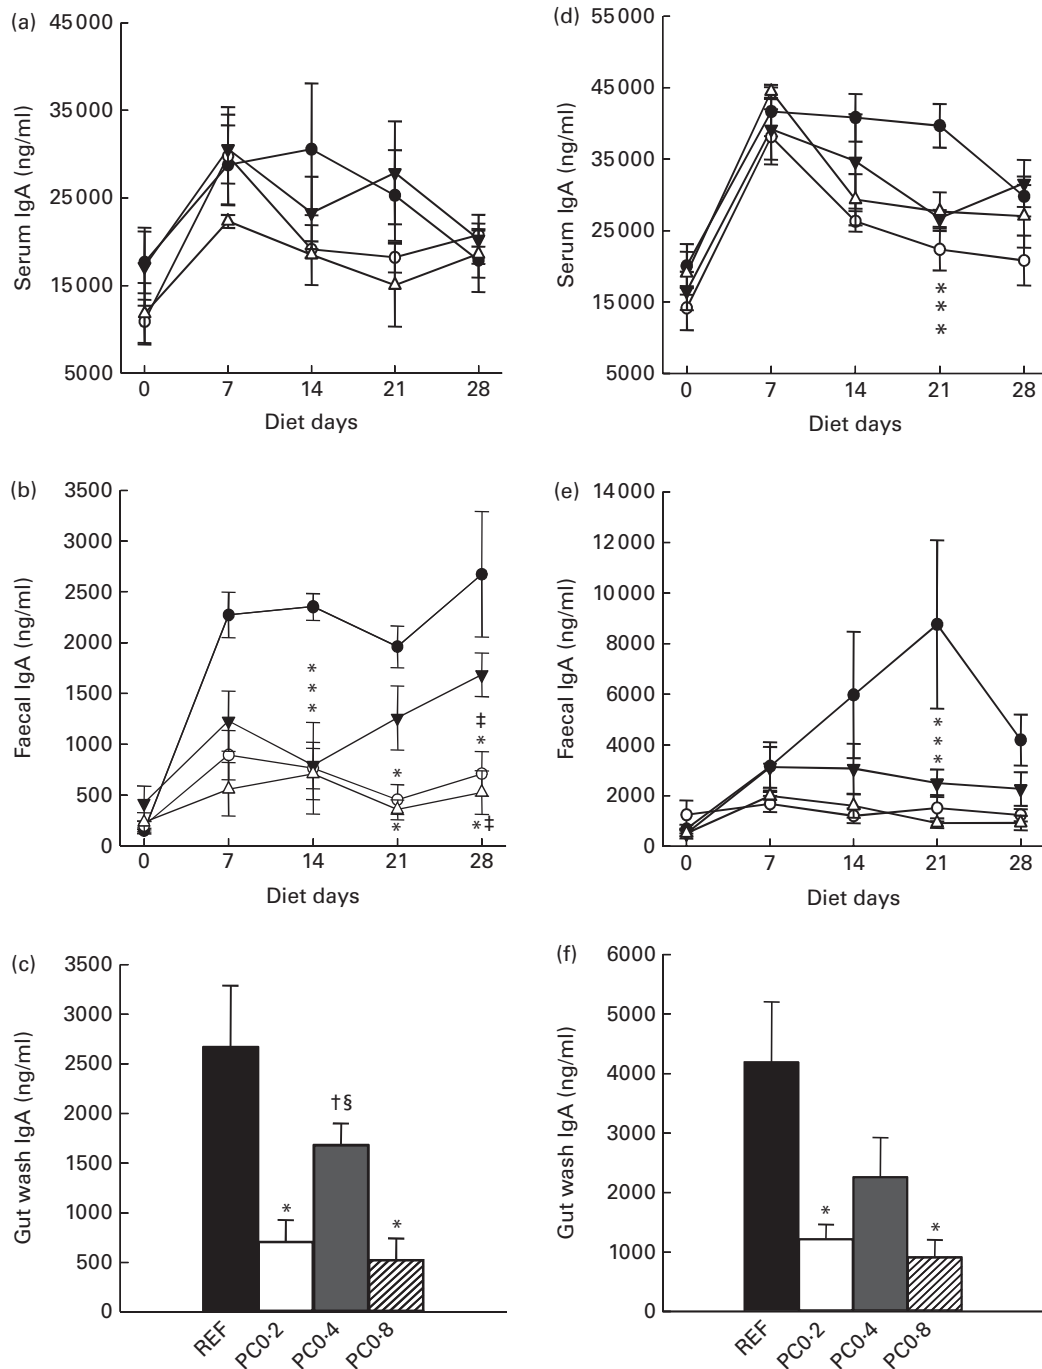 (a)
Serum IgA (ng/ml)
45 000
35 000
25 000
15 000
5000
0 7 14 21 28
Diet days
(d)
Serum IgA (ng/ml)
55 000
45 000
35 000
25 000
15 000
5000
* * *
0 7 14 21 28
Diet days
(b)
Faecal IgA (ng/ml)
3500
3000
2500
2000
1500
1000
500
0
* * *
* *
‡ *
* ‡
0 7 14 21 28
Diet days
(e)
Faecal IgA (ng/ml)
14 000
12 000
10 000
8000
6000
4000
2000
0
* * *
0 7 14 21 28
Diet days
(c)
Gut wash IgA (ng/ml)
3500
3000
2500
2000
1500
1000
500
0
*
†§
*
REF PC0·2 PC0·4 PC0·8
(f)
Gut wash IgA (ng/ml)
6000
5000
4000
3000
2000
1000
0
*
*
REF PC0·2 PC0·4 PC0·8